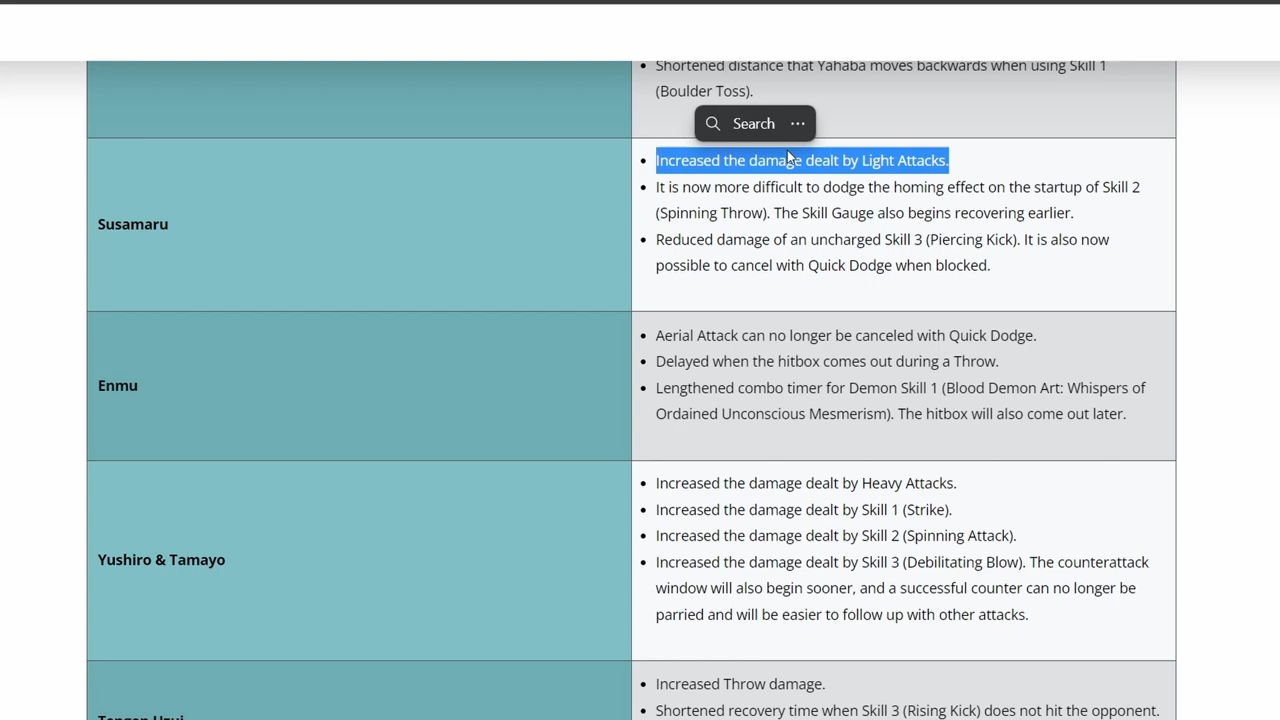 Shortened distance that Yahaba moves backwards when using Skill 1
(Boulder Toss).
Search
Susamaru
Increased the damage dealt by Light Attacks.
It is now more difficult to dodge the homing effect on the startup of Skill 2
(Spinning Throw). The Skill Gauge also begins recovering earlier.
Reduced damage of an uncharged Skill 3 (Piercing Kick). It is also now
possible to cancel with Quick Dodge when blocked.
Enmu
Aerial Attack can no longer be canceled with Quick Dodge.
Delayed when the hitbox comes out during a Throw.
Lengthened combo timer for Demon Skill 1 (Blood Demon Art: Whispers of
Ordained Unconscious Mesmerism). The hitbox will also come out later.
Yushiro & Tamayo
Increased the damage dealt by Heavy Attacks.
Increased the damage dealt by Skill 1 (Strike).
Increased the damage dealt by Skill 2 (Spinning Attack).
Increased the damage dealt by Skill 3 (Debilitating Blow). The counterattack
window will also begin sooner, and a successful counter can no longer be
parried and will be easier to follow up with other attacks.
Tengen Uzui
Increased Throw damage.
Shortened recovery time when Skill 3 (Rising Kick) does not hit the opponent.